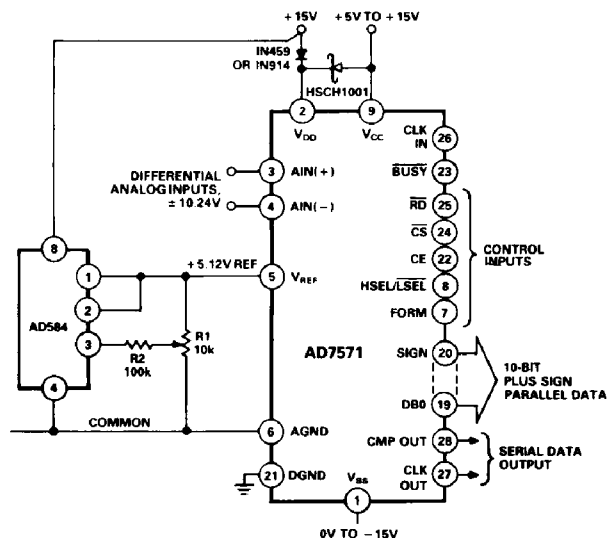 +15V
+5V TO +15V
IN459
OR IN914
HSCH1001
2
9
V_DD
V_CC
CLK
IN
26
BUSY
23
DIFFERENTIAL
ANALOG INPUTS,
±10.24V
3
AIN(+)
4
AIN(−)
RD
25
CS
24
CE
22
HSEL/LSEL
8
FORM
7
CONTROL
INPUTS
8
1
2
3
4
AD584
+5.12V REF
5
V_REF
R1
10k
R2
100k
AD7571
SIGN
20
DB0
19
10-BIT
PLUS SIGN
PARALLEL DATA
COMMON
6
AGND
21
DGND
CMP OUT
28
CLK
OUT
27
SERIAL DATA
OUTPUT
V_SS
1
0V TO −15V